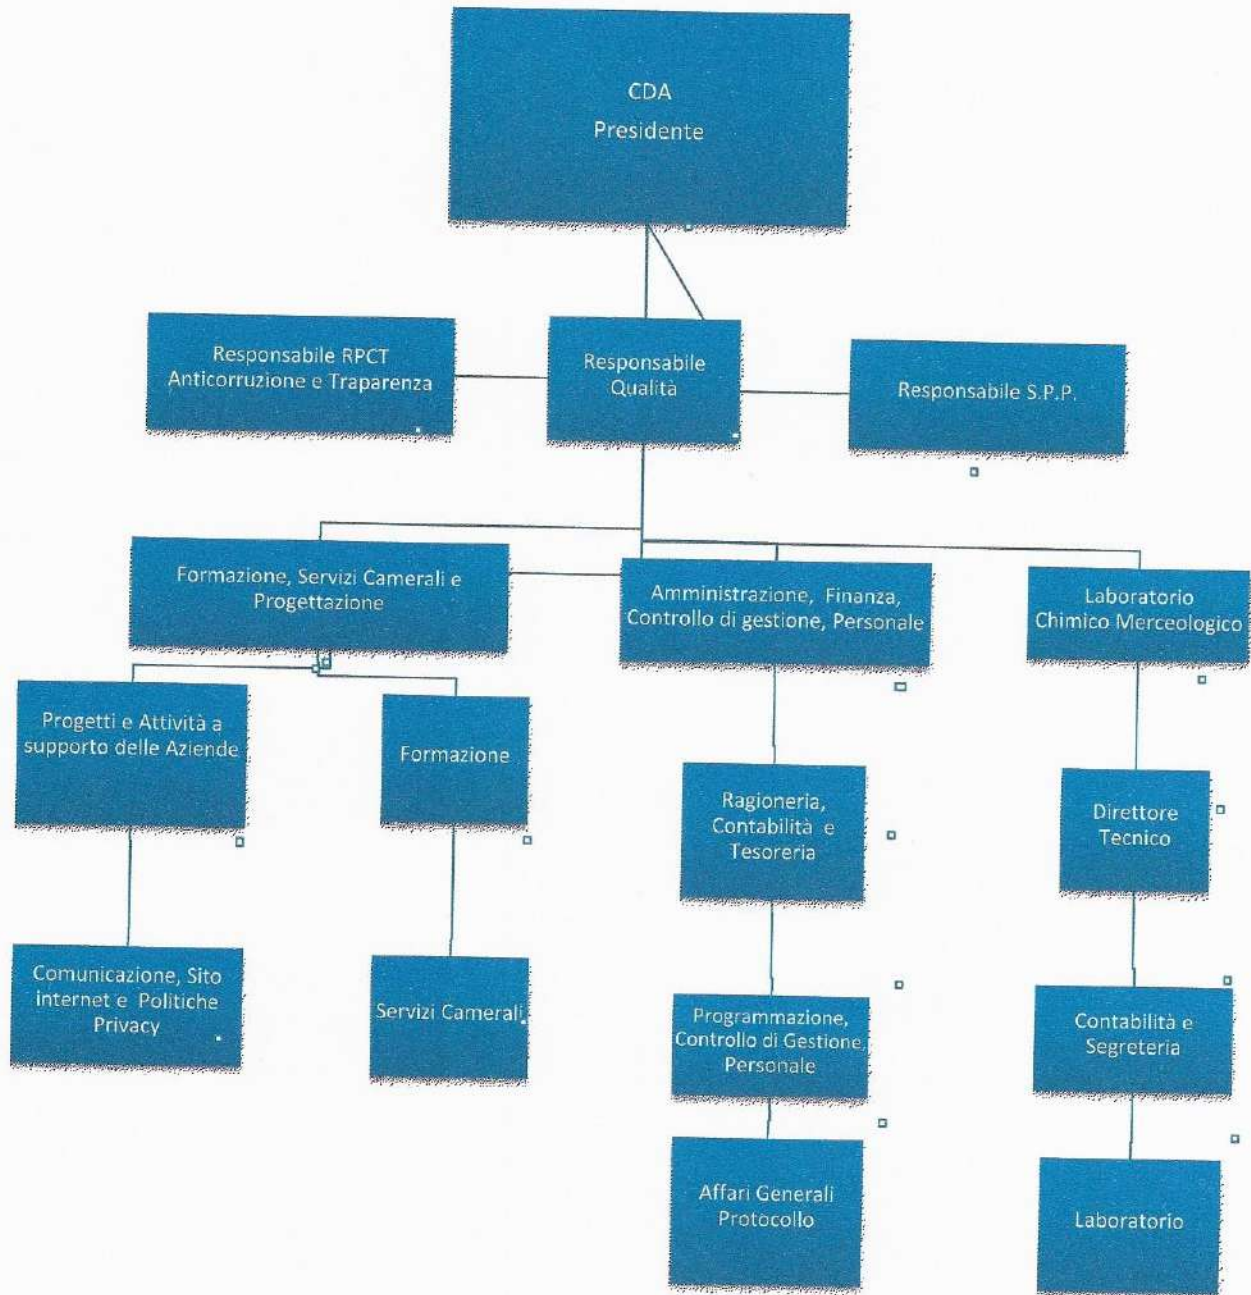 CDA
Presidente
Responsabile RPCT
Anticorruzione e Traparenza
Responsabile
Qualità
Responsabile S.P.P.
Formazione, Servizi Camerali e
Progettazione
Amministrazione, Finanza,
Controllo di gestione, Personale
Laboratorio
Chimico Merceologico
Progetti e Attività a
supporto delle Aziende
Formazione
Ragioneria,
Contabilità e
Tesoreria
Direttore
Tecnico
Comunicazione, Sito
internet e Politiche
Privacy
Servizi Camerali
Programmazione,
Controllo di Gestione,
Personale
Contabilità e
Segreteria
Affari Generali
Protocollo
Laboratorio